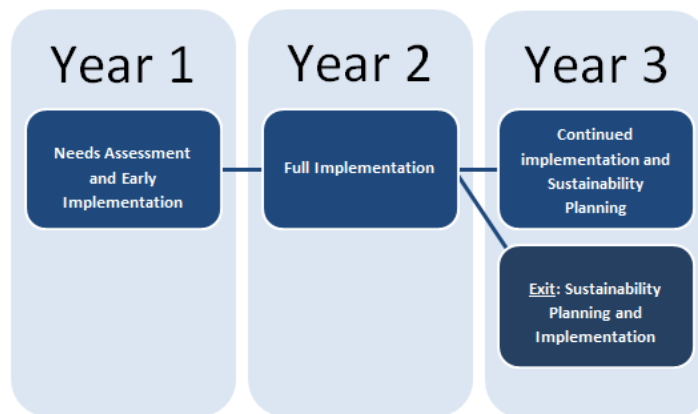 Year 1
Year 2
Year 3
Needs Assessment
and Early
Implementation
Full Implementation
Continued
implementation and
Sustainability
Planning
Exit: Sustainability
Planning and
Implementation